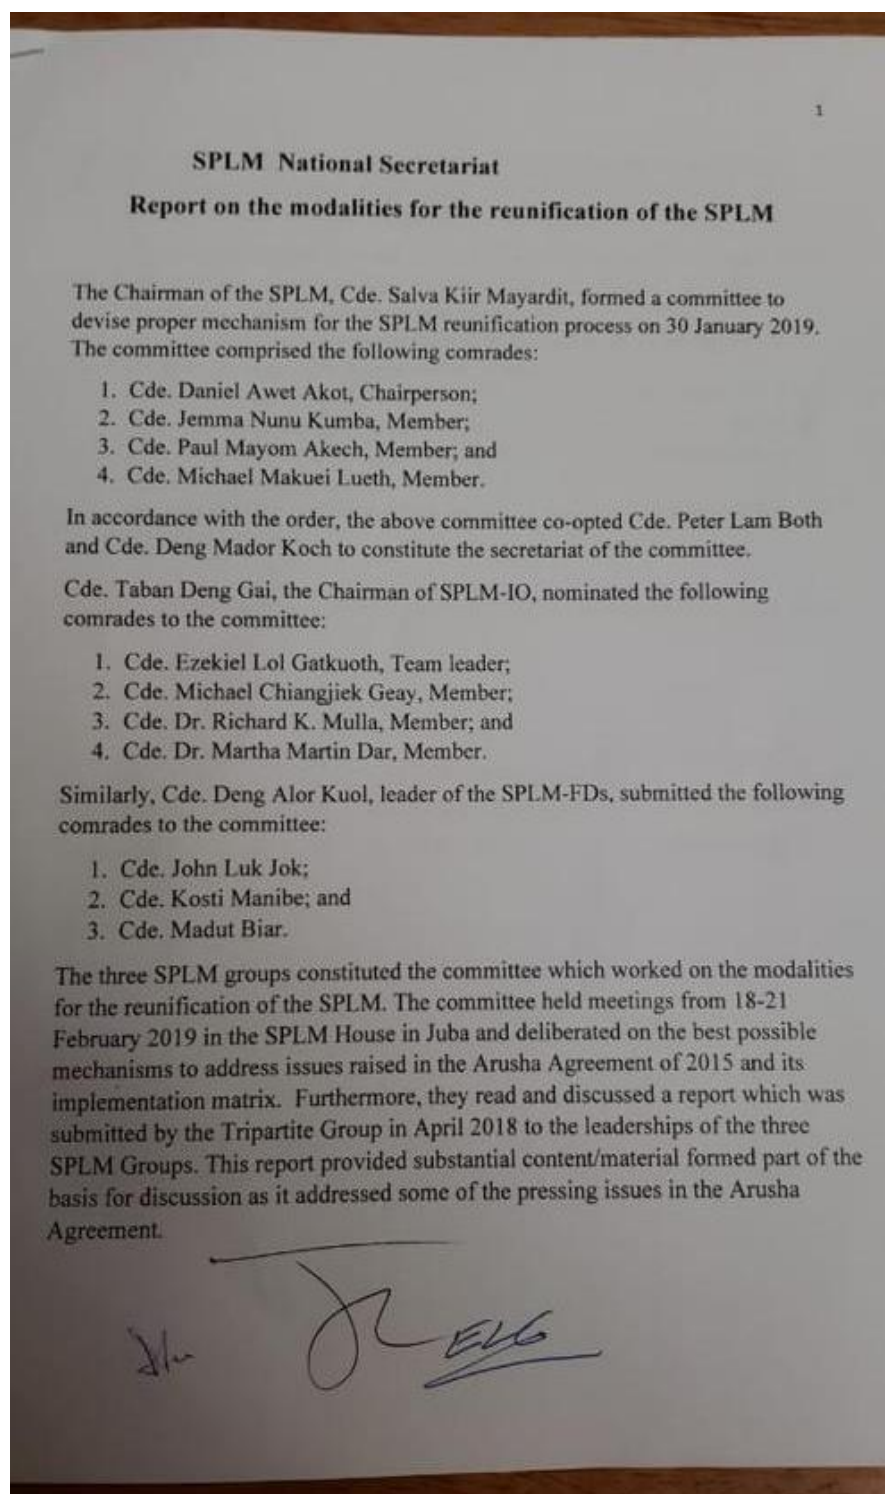 1
SPLM National Secretariat
Report on the modalities for the reunification of the SPLM
The Chairman of the SPLM, Cde. Salva Kiir Mayardit, formed a committee to
devise proper mechanism for the SPLM reunification process on 30 January 2019.
The committee comprised the following comrades:
1. Cde. Daniel Awet Akot, Chairperson;
2. Cde. Jemma Nunu Kumba, Member;
3. Cde. Paul Mayom Akech, Member; and
4. Cde. Michael Makuei Lueth, Member.
In accordance with the order, the above committee co-opted Cde. Peter Lam Both
and Cde. Deng Mador Koch to constitute the secretariat of the committee.
Cde. Taban Deng Gai, the Chairman of SPLM-IO, nominated the following
comrades to the committee:
1. Cde. Ezekiel Lol Gatkuoth, Team leader;
2. Cde. Michael Chiangjiek Geay, Member;
3. Cde. Dr. Richard K. Mulla, Member; and
4. Cde. Dr. Martha Martin Dar, Member.
Similarly, Cde. Deng Alor Kuol, leader of the SPLM-FDs, submitted the following
comrades to the committee:
1. Cde. John Luk Jok;
2. Cde. Kosti Manibe; and
3. Cde. Madut Biar.
The three SPLM groups constituted the committee which worked on the modalities
for the reunification of the SPLM. The committee held meetings from 18-21
February 2019 in the SPLM House in Juba and deliberated on the best possible
mechanisms to address issues raised in the Arusha Agreement of 2015 and its
implementation matrix. Furthermore, they read and discussed a report which was
submitted by the Tripartite Group in April 2018 to the leaderships of the three
SPLM Groups. This report provided substantial content/material formed part of the
basis for discussion as it addressed some of the pressing issues in the Arusha
Agreement.
ELG